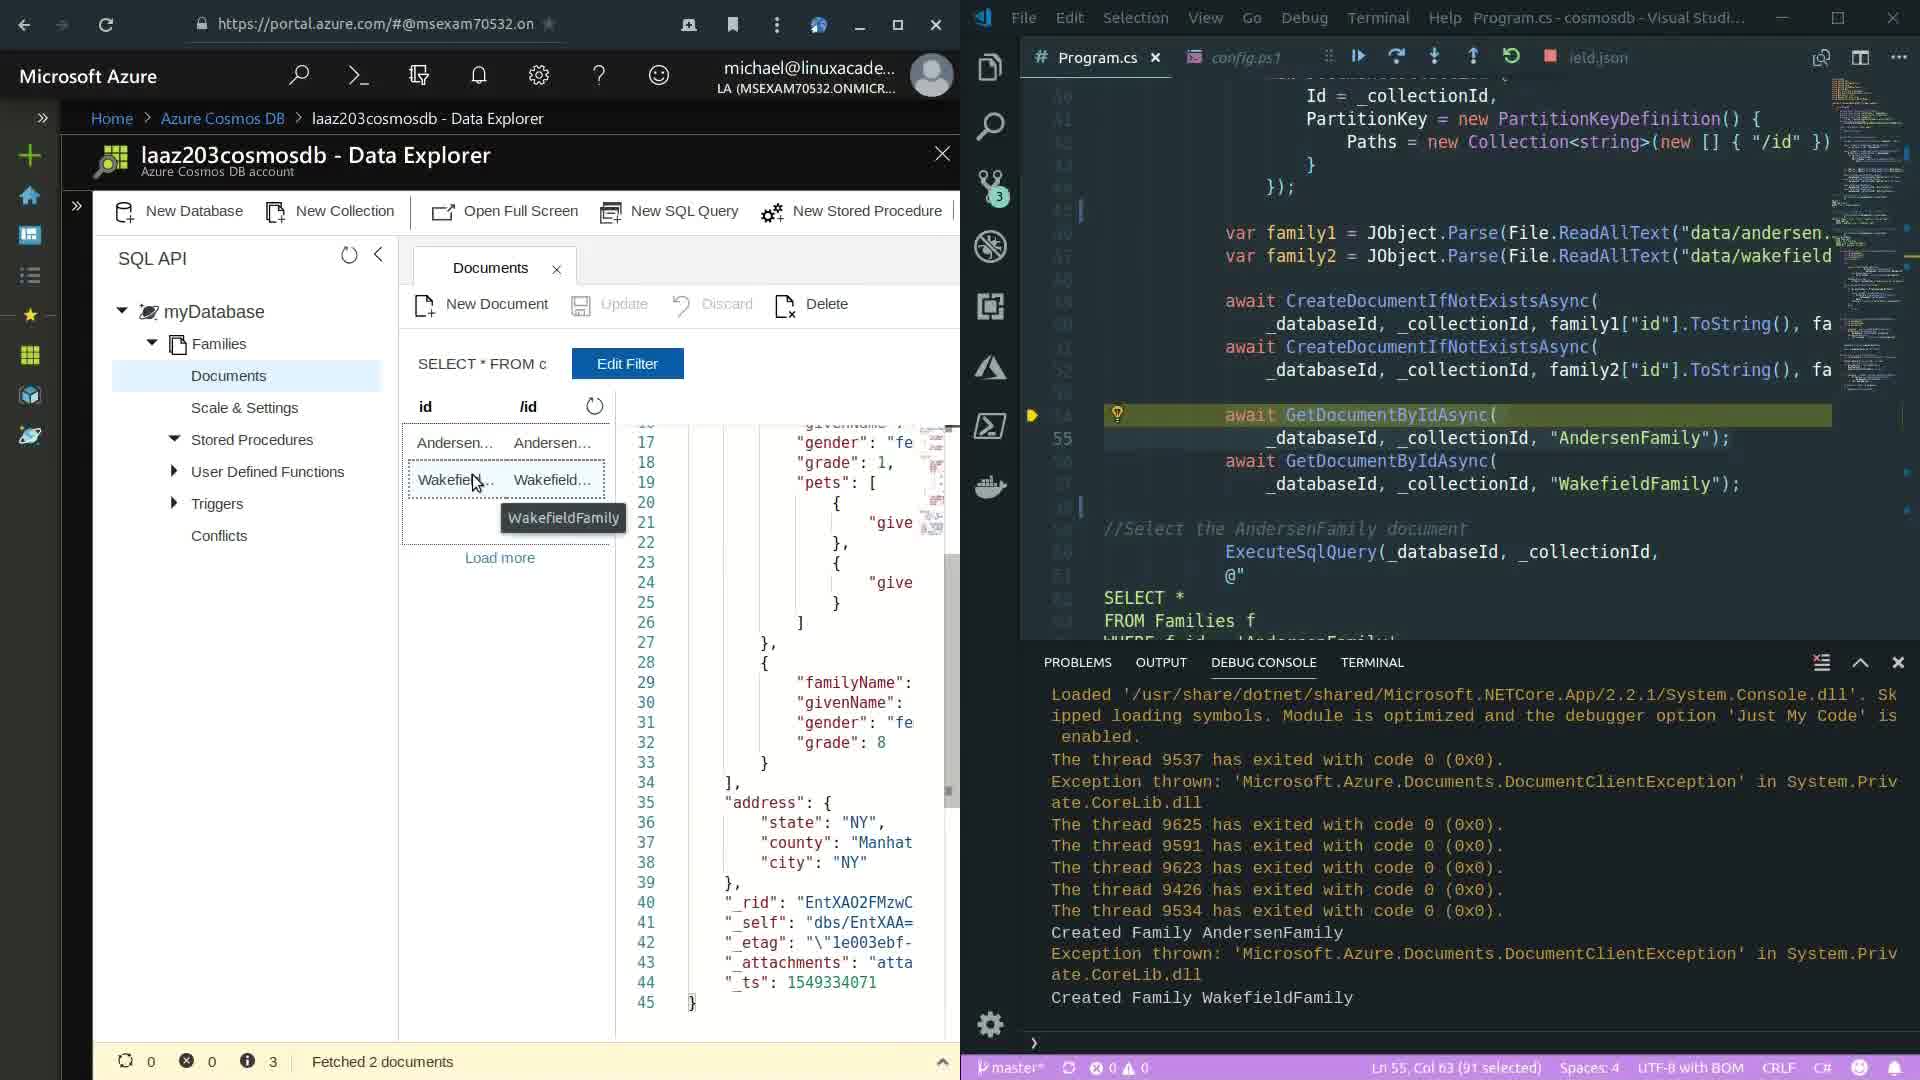 https://portal.azure.com/#@msexam70532.on
Microsoft Azure
michael@linuxacade...
LA (MSEXAM70532.ONMICR...
Home > Azure Cosmos DB > laaz203cosmosdb - Data Explorer
laaz203cosmosdb - Data Explorer
Azure Cosmos DB account
New Database
New Collection
Open Full Screen
New SQL Query
New Stored Procedure
SQL API
myDatabase
Families
Documents
Scale & Settings
Stored Procedures
User Defined Functions
Triggers
Conflicts
Documents
New Document
Update
Discard
Delete
SELECT * FROM c
Edit Filter
id /id
Andersen... Andersen...
Wakefiel... Wakefield...
WakefieldFamily
Load more
17 "gender": "fe
18 "grade": 1,
19 "pets": [
20 {
21 "give
22 },
23 {
24 "give
25 }
26 ]
27 },
28 {
29 "familyName":
30 "givenName":
31 "gender": "fe
32 "grade": 8
33 }
34 ],
35 "address": {
36 "state": "NY",
37 "county": "Manhat
38 "city": "NY"
39 },
40 "_rid": "EntXAO2FMzwC
41 "_self": "dbs/EntXAA=
42 "_etag": "\"1e003ebf-
43 "_attachments": "atta
44 "_ts": 1549334071
45 }
0 0 3 Fetched 2 documents
File Edit Selection View Go Debug Terminal Help Program.cs - cosmosdb - Visual Studi...
# Program.cs
config.ps1
ield.json
3
Id = _collectionId,
PartitionKey = new PartitionKeyDefinition() {
Paths = new Collection<string>(new [] { "/id" })
}
});
var family1 = JObject.Parse(File.ReadAllText("data/andersen.
var family2 = JObject.Parse(File.ReadAllText("data/wakefield
await CreateDocumentIfNotExistsAsync(
_databaseId, _collectionId, family1["id"].ToString(), fa
await CreateDocumentIfNotExistsAsync(
_databaseId, _collectionId, family2["id"].ToString(), fa
await GetDocumentByIdAsync(
55 _databaseId, _collectionId, "AndersenFamily");
await GetDocumentByIdAsync(
_databaseId, _collectionId, "WakefieldFamily");
//Select the AndersenFamily document
ExecuteSqlQuery(_databaseId, _collectionId,
@"
SELECT *
FROM Families f
WHERE f.id = 'AndersenFamily'
PROBLEMS OUTPUT DEBUG CONSOLE TERMINAL
Loaded '/usr/share/dotnet/shared/Microsoft.NETCore.App/2.2.1/System.Console.dll'. Sk
ipped loading symbols. Module is optimized and the debugger option 'Just My Code' is
enabled.
The thread 9537 has exited with code 0 (0x0).
Exception thrown: 'Microsoft.Azure.Documents.DocumentClientException' in System.Priv
ate.CoreLib.dll
The thread 9625 has exited with code 0 (0x0).
The thread 9591 has exited with code 0 (0x0).
The thread 9623 has exited with code 0 (0x0).
The thread 9426 has exited with code 0 (0x0).
The thread 9534 has exited with code 0 (0x0).
Created Family AndersenFamily
Exception thrown: 'Microsoft.Azure.Documents.DocumentClientException' in System.Priv
ate.CoreLib.dll
Created Family WakefieldFamily
master* 0 0 Ln 55, Col 63 (91 selected) Spaces: 4 UTF-8 with BOM CRLF C#